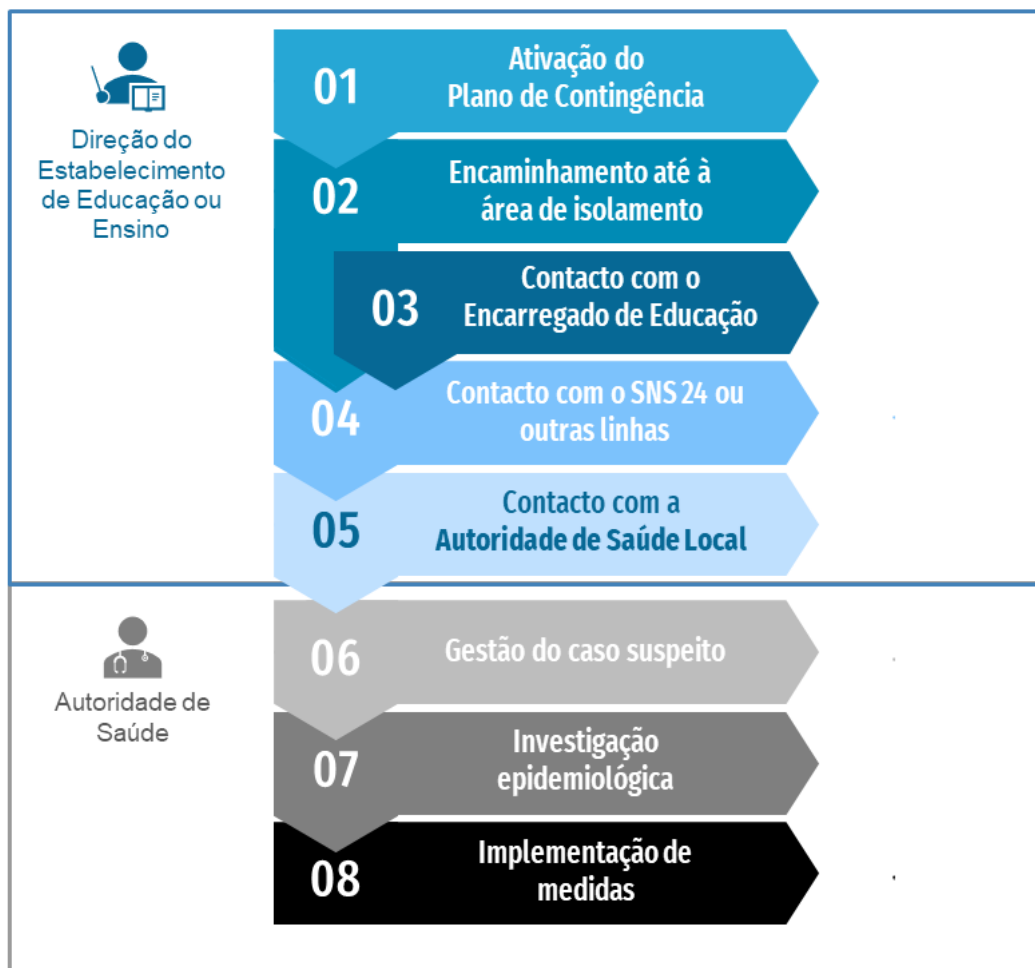 Direção do
Estabelecimento
de Educação ou
Ensino
01
Ativação do
Plano de Contingência
02
Encaminhamento até à
área de isolamento
03
Contacto com o
Encarregado de Educação
04
Contacto com o SNS 24 ou
outras linhas
05
Contacto com a
Autoridade de Saúde Local
Autoridade de
Saúde
06
Gestão do caso suspeito
07
Investigação
epidemiológica
08
Implementação de
medidas